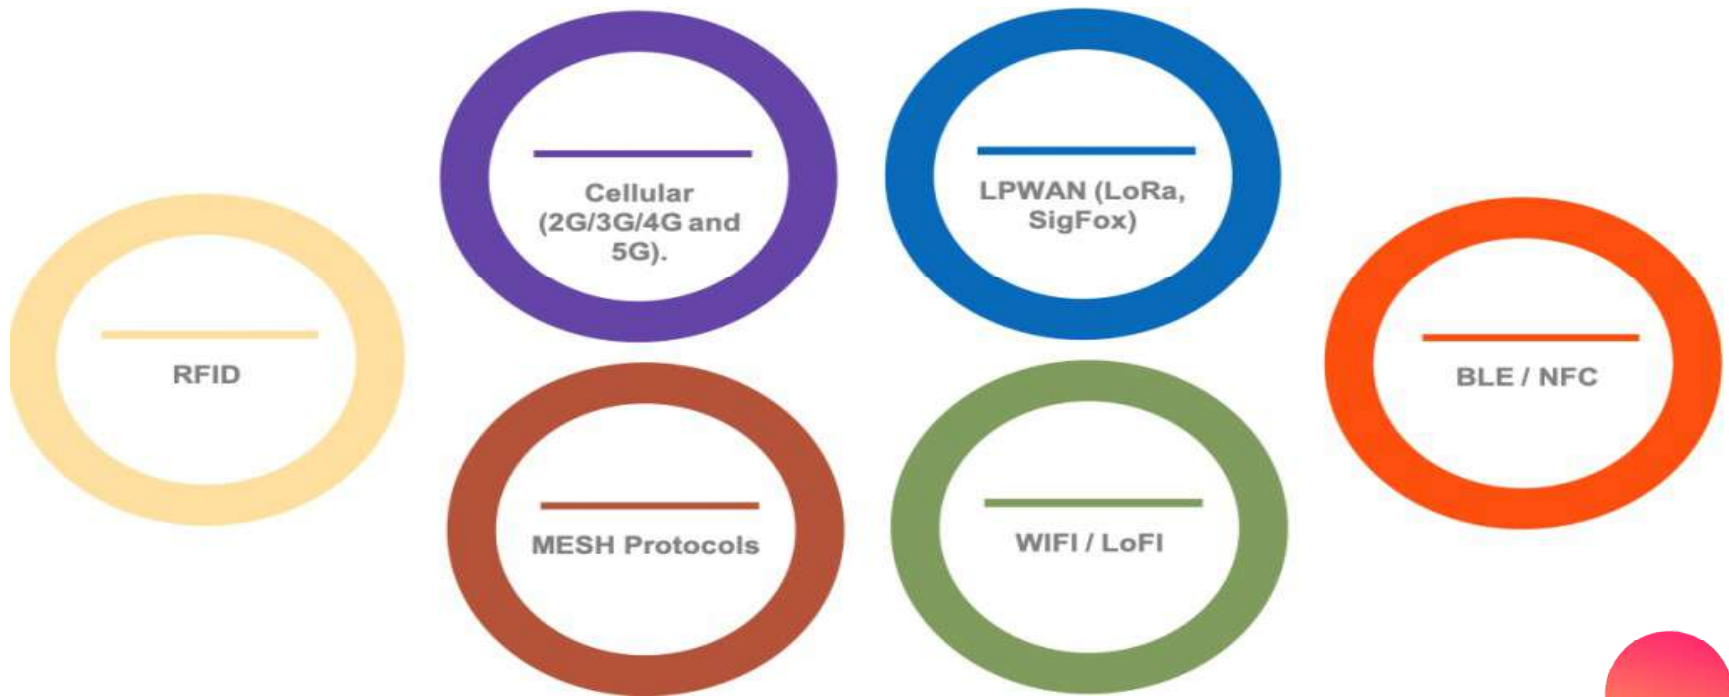 Cellular
(2G/3G/4G and
5G).
LPWAN (LoRa,
SigFox)
RFID
BLE / NFC
MESH Protocols
WIFI / LoFI